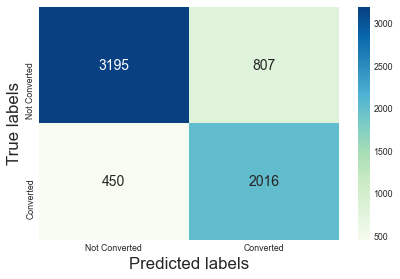 True labels
Not Converted
Converted
3195
807
450
2016
Not Converted
Converted
Predicted labels
3000
2500
2000
1500
1000
500